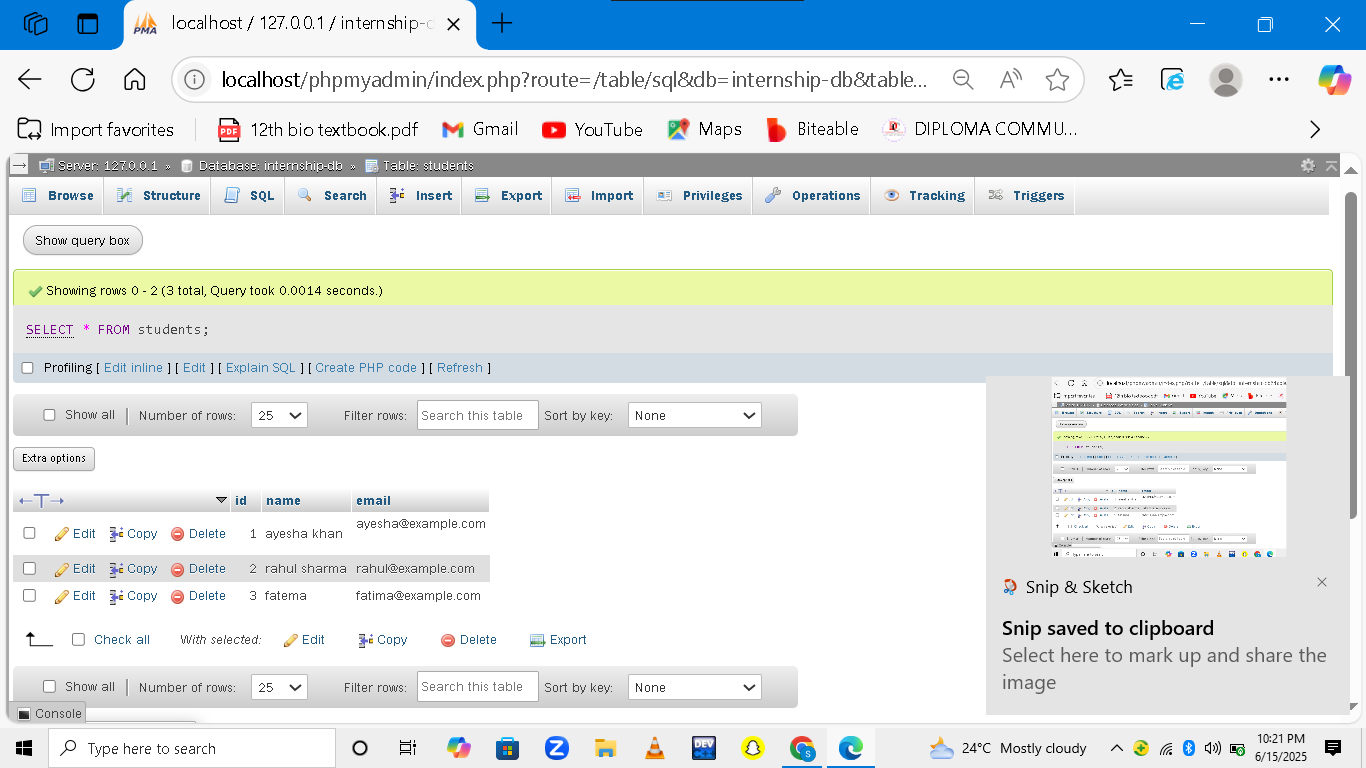 localhost / 127.0.0.1 / internship-d
localhost/phpmyadmin/index.php?route=/table/sql&db=internship-db&table...
Import favorites PDF 12th bio textbook.pdf Gmail YouTube Maps Biteable DIPLOMA COMMU...
Server: 127.0.0.1 » Database: internship-db » Table: students
Browse Structure SQL Search Insert Export Import Privileges Operations Tracking Triggers
Show query box
Showing rows 0 - 2 (3 total, Query took 0.0014 seconds.)
SELECT * FROM students;
Profiling [ Edit inline ] [ Edit ] [ Explain SQL ] [ Create PHP code ] [ Refresh ]
Show all | Number of rows: 25 Filter rows: Search this table Sort by key: None
Extra options
←T→ id name email
Edit Copy Delete 1 ayesha khan ayesha@example.com
Edit Copy Delete 2 rahul sharma rahul@example.com
Edit Copy Delete 3 fatema fatima@example.com
Check all With selected: Edit Copy Delete Export
Show all | Number of rows: 25 Filter rows: Search this table Sort by key: None
Console
Snip & Sketch
Snip saved to clipboard
Select here to mark up and share the
image
Type here to search
24°C Mostly cloudy
10:21 PM
6/15/2025